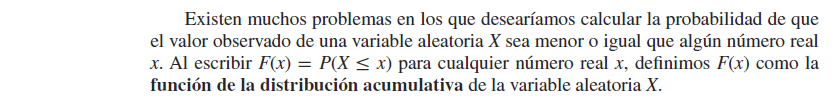 Existen muchos problemas en los que desearíamos calcular la probabilidad de que
el valor observado de una variable aleatoria X sea menor o igual que algún número real
x. Al escribir F(x) = P(X ≤ x) para cualquier número real x, definimos F(x) como la
función de la distribución acumulativa de la variable aleatoria X.